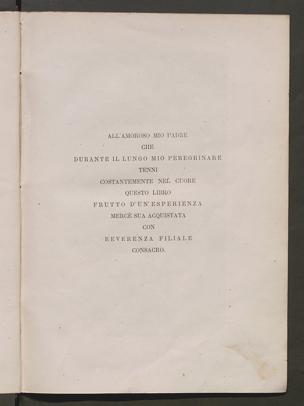 ALL'AMOROSO MIO PADRE
CHE
DURANTE IL LUNGO MIO PEREGRINARE
TENNI
COSTANTEMENTE NEL CUORE
QUESTO LIBRO
FRUTTO D'UN'ESPERIENZA
MERCÈ SUA ACQUISTATA
CON
REVERENZA FILIALE
CONSACRO.